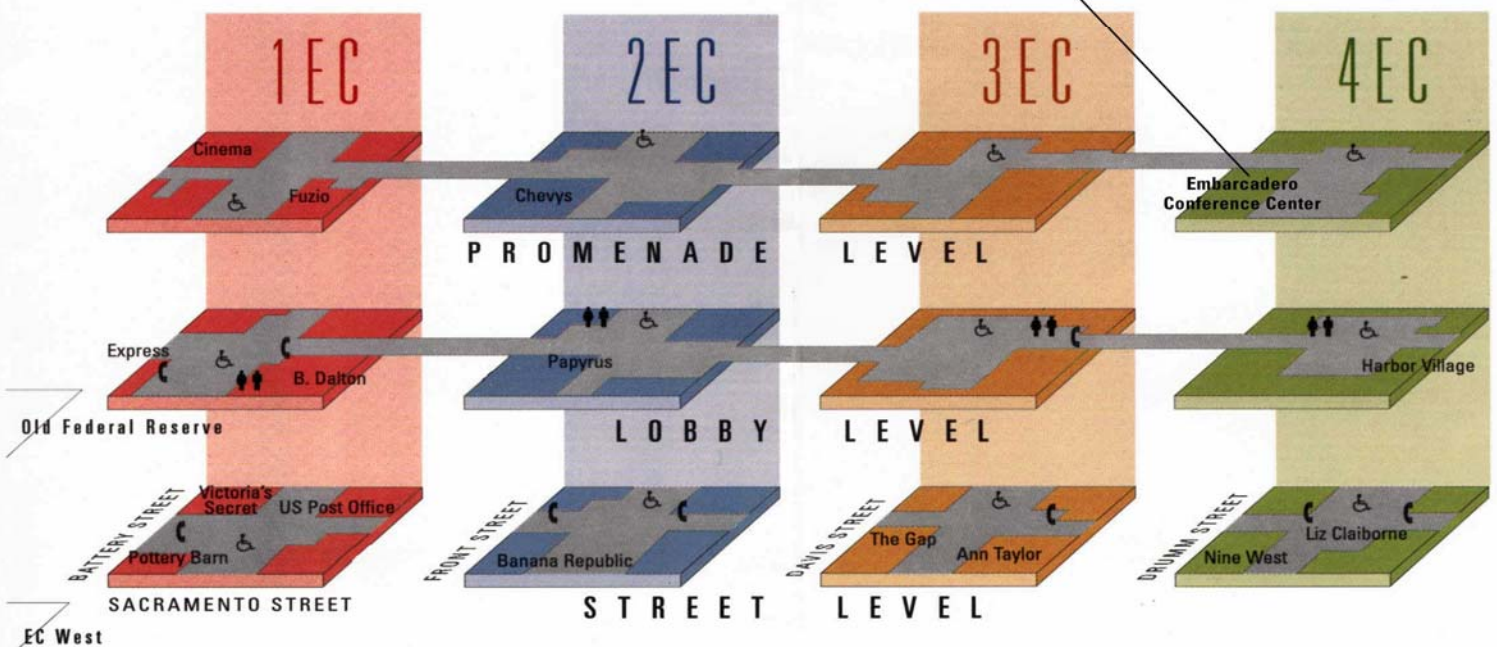 1EC
2EC
3EC
4EC
Cinema
Fuzio
Chevys
Embarcadero
Conference Center
PROMENADE LEVEL
Express
B. Dalton
Papyrus
Harbor Village
Old Federal Reserve
LOBBY LEVEL
BATTERY STREET
Victoria's
Secret
US Post Office
Pottery Barn
FRONT STREET
Banana Republic
DAVIS STREET
The Gap
Ann Taylor
DRUMM STREET
Liz Claiborne
Nine West
SACRAMENTO STREET
STREET LEVEL
EC West